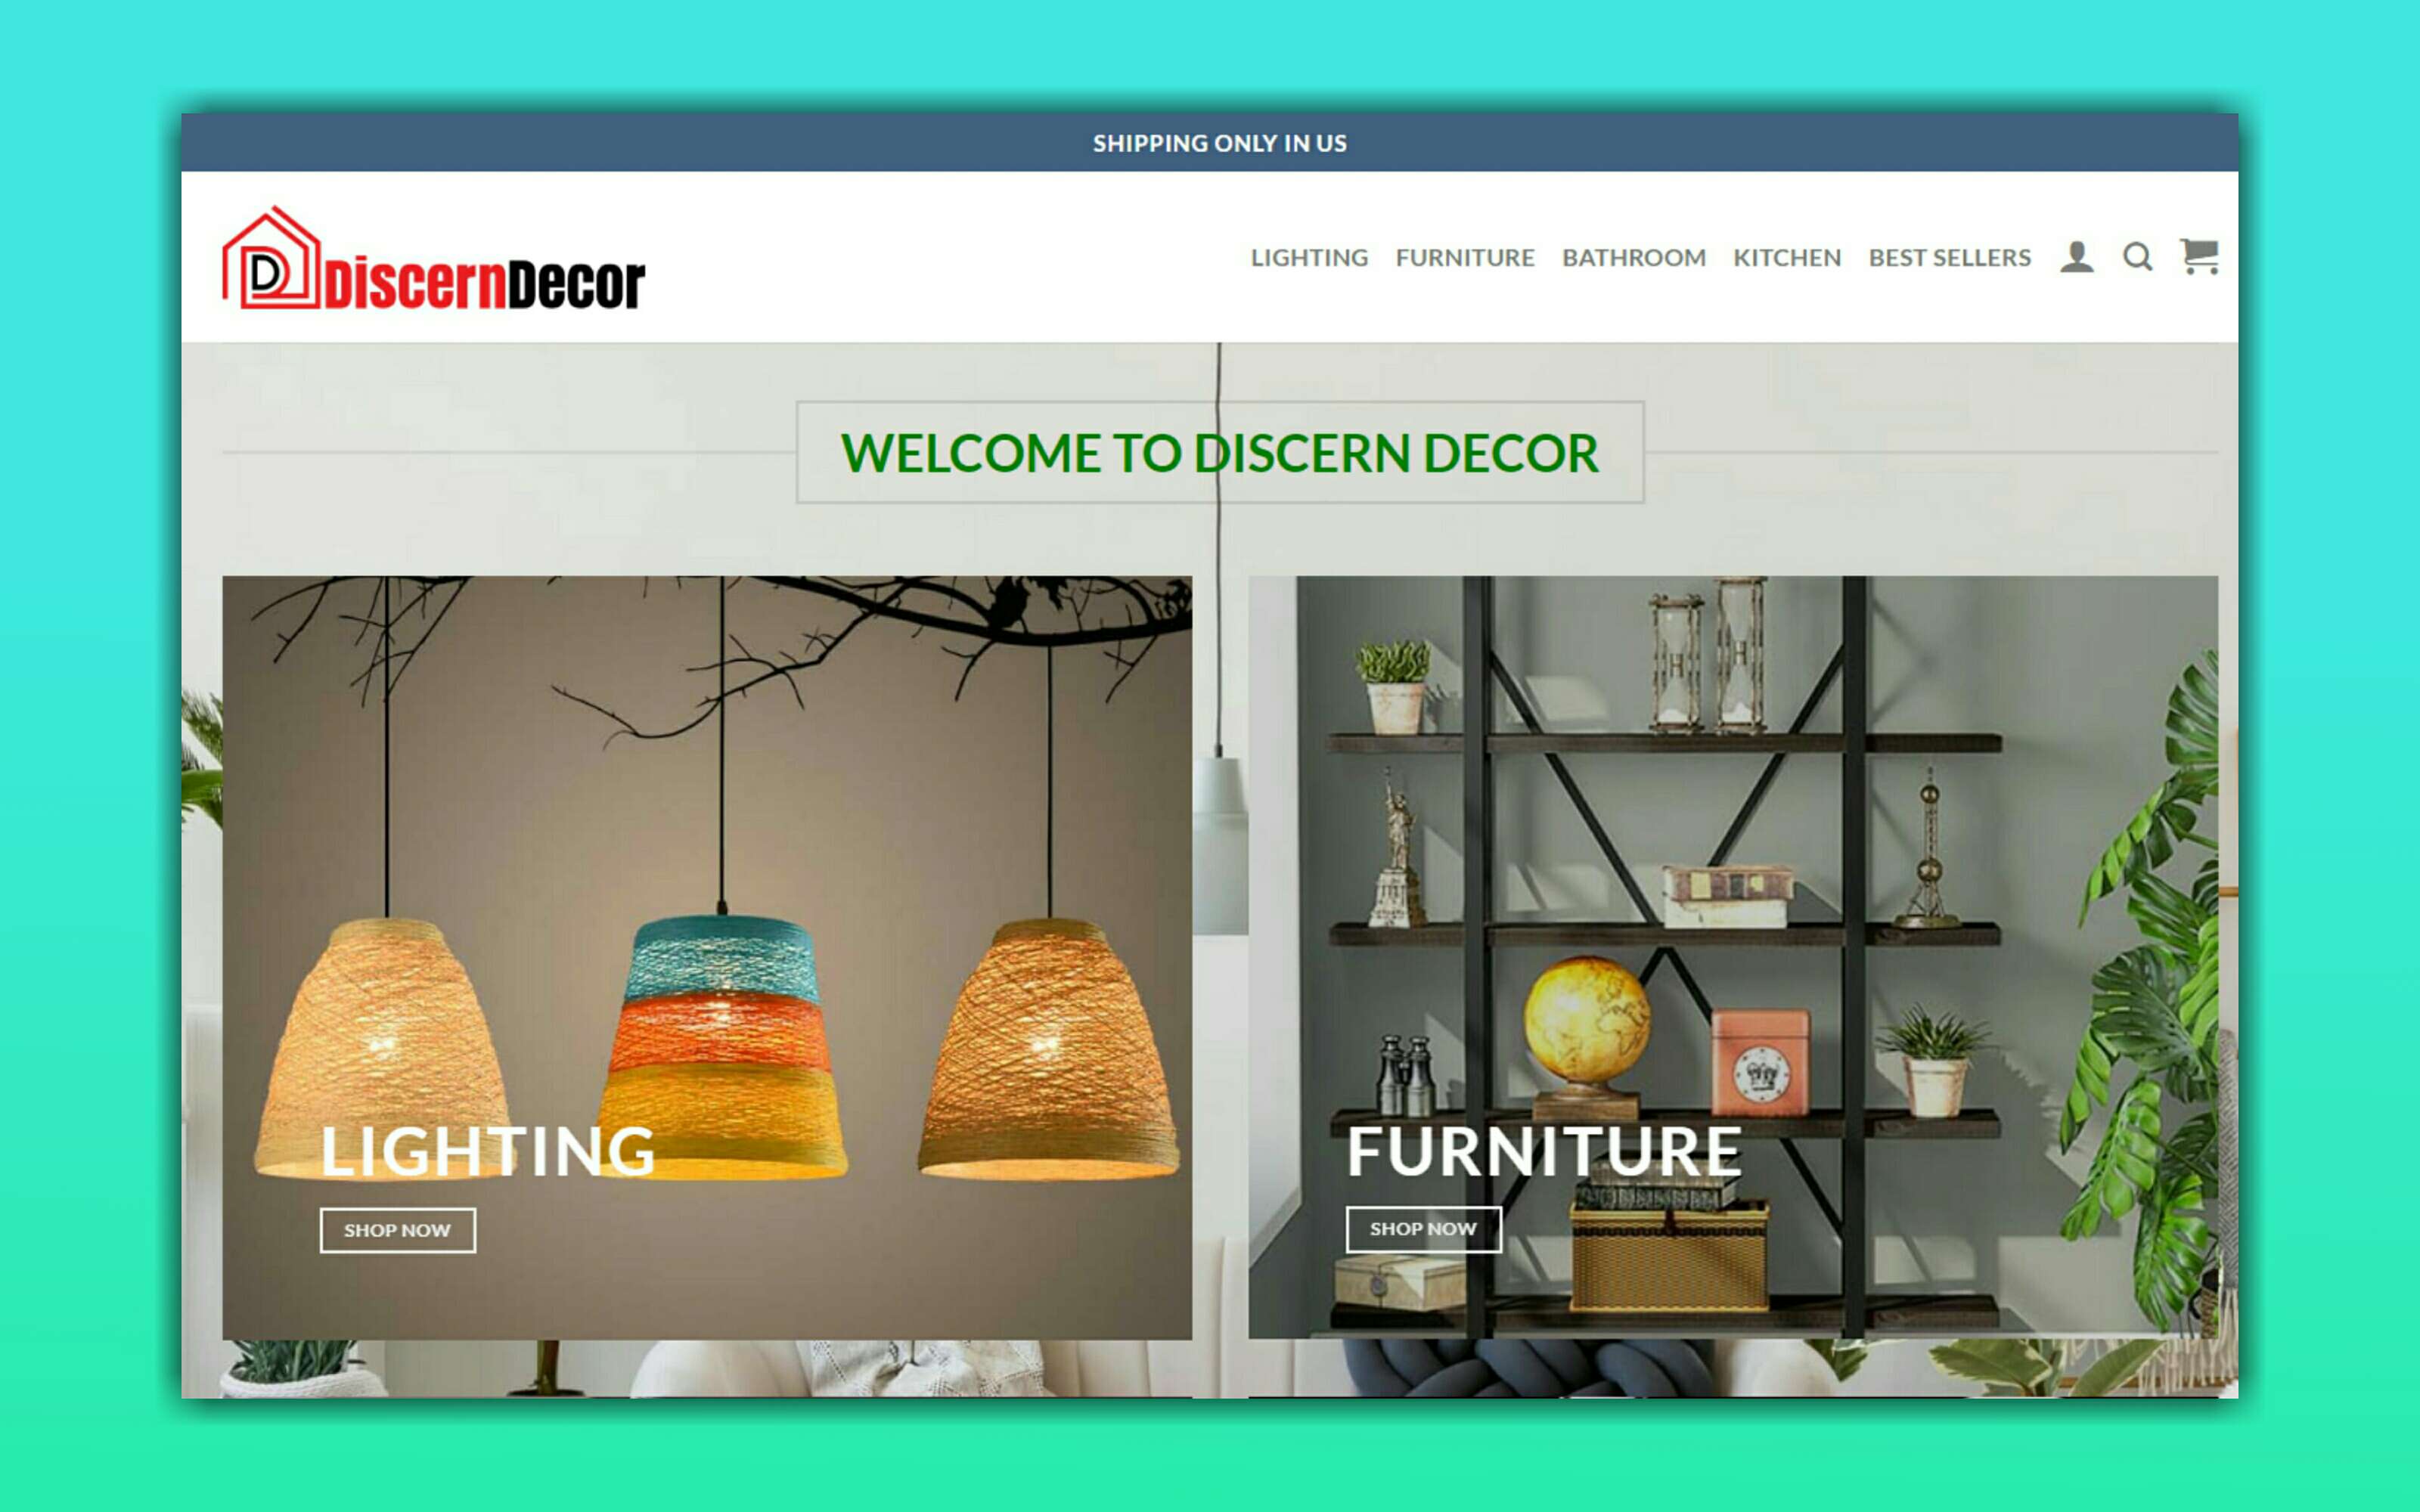 SHIPPING ONLY IN US
D
DiscernDecor
LIGHTING FURNITURE BATHROOM KITCHEN BEST SELLERS
WELCOME TO DISCERN DECOR
LIGHTING
SHOP NOW
FURNITURE
SHOP NOW